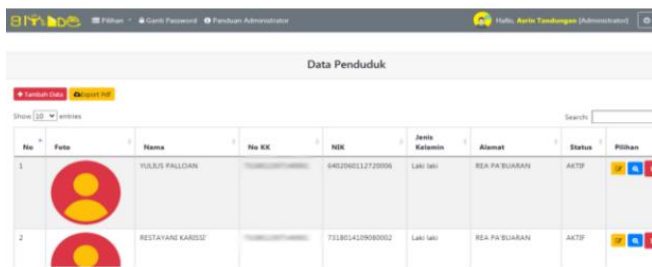 Pilihan Ganti Password Panduan Administrator Hallo, Aurin Tandungan [Administrator]
Data Penduduk
Tambah Data Export Pdf
Show 10 entries Search:
No Foto Nama No KK NIK Jenis Kelamin Alamat Status Pilihan
1 YULIUS PALLOAN 6402060112720006 Laki laki REA PA'BUARAN AKTIF
2 RESTAYANI KARISSI' 7318014109080002 Laki laki REA PA'BUARAN AKTIF